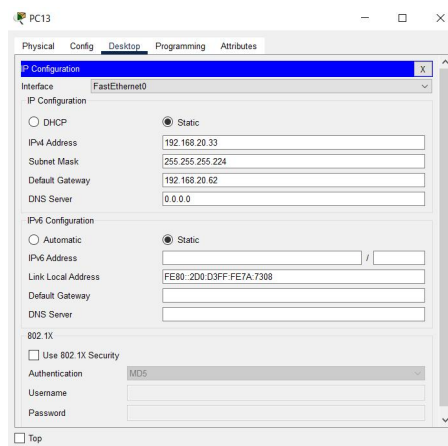 PC13
Physical Config Desktop Programming Attributes
IP Configuration X
Interface FastEthernet0
IP Configuration
DHCP Static
IPv4 Address 192.168.20.33
Subnet Mask 255.255.255.224
Default Gateway 192.168.20.62
DNS Server 0.0.0.0
IPv6 Configuration
Automatic Static
IPv6 Address /
Link Local Address FE80::2D0:D3FF:FE7A:7308
Default Gateway
DNS Server
802.1X
Use 802.1X Security
Authentication MD5
Username
Password
Top